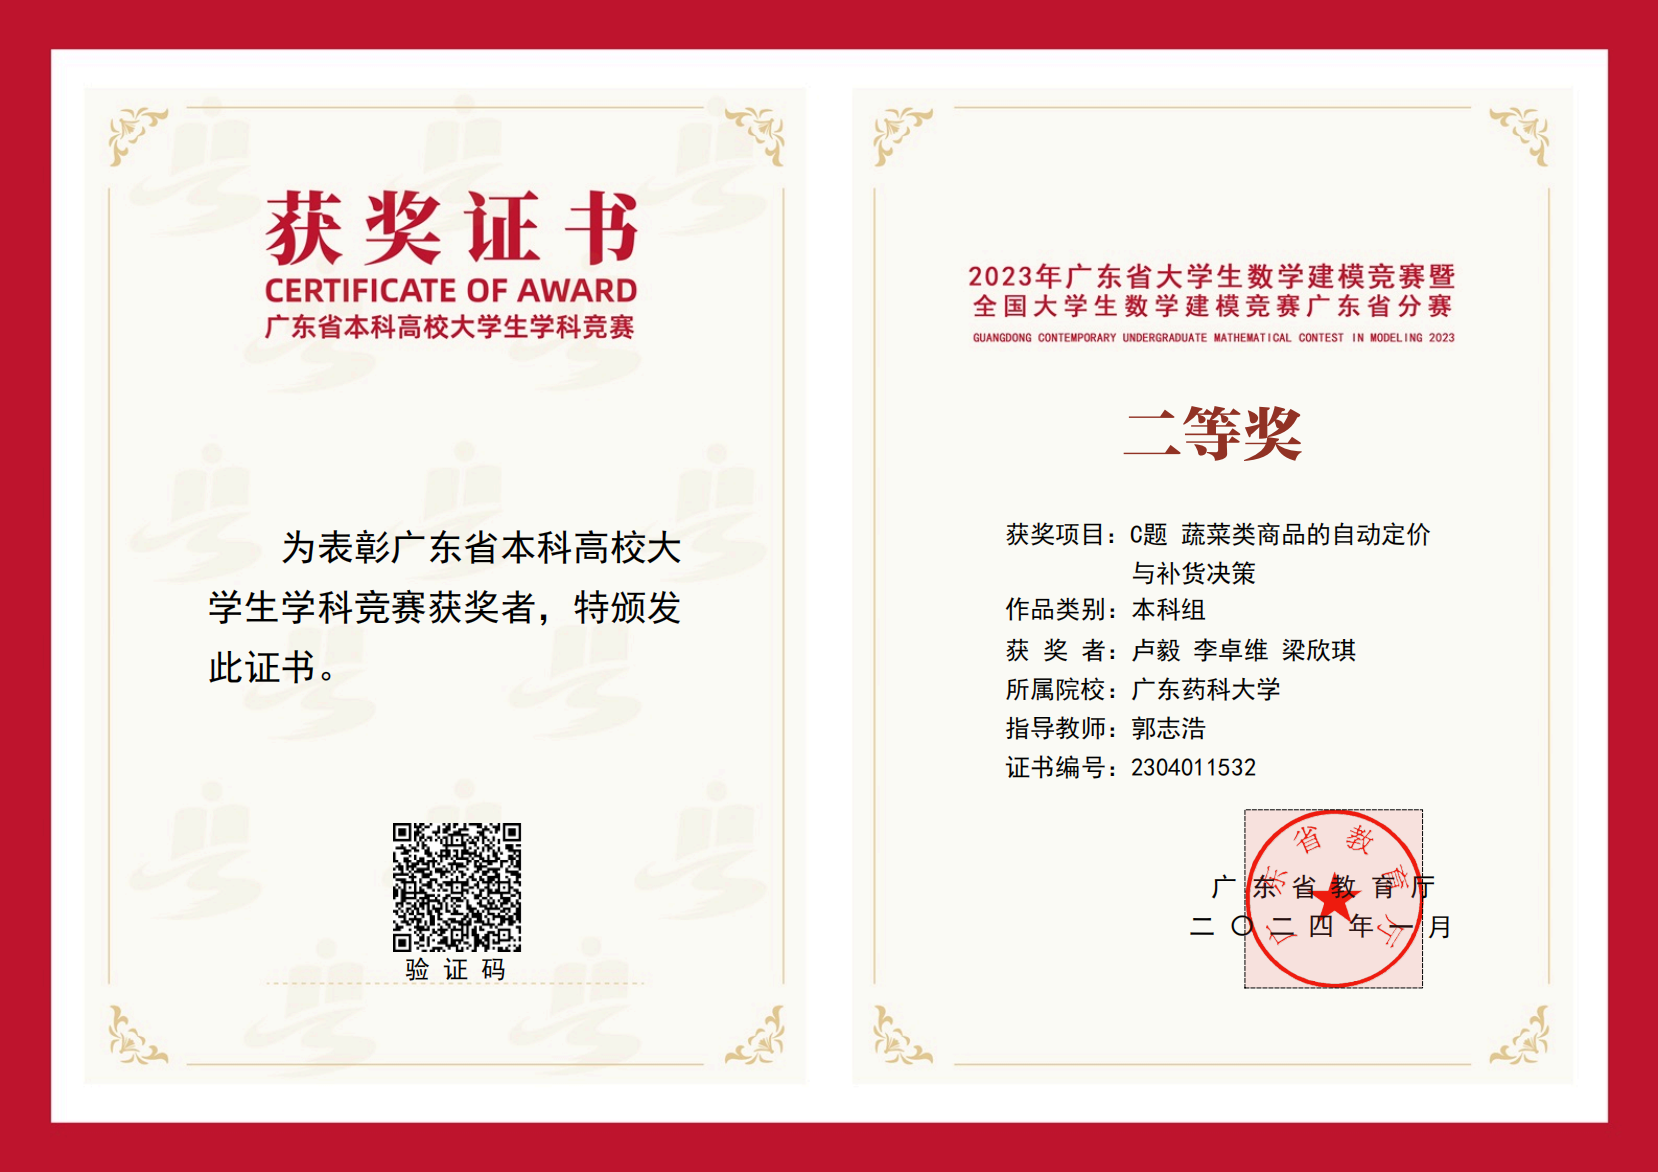 获奖证书
CERTIFICATE OF AWARD
广东省本科高校大学生学科竞赛
为表彰广东省本科高校大
学生学科竞赛获奖者，特颁发
此证书。
验 证 码
2023年广东省大学生数学建模竞赛暨
全国大学生数学建模竞赛广东省分赛
GUANGDONG CONTEMPORARY UNDERGRADUATE MATHEMATICAL CONTEST IN MODELING 2023
二等奖
获奖项目：C题 蔬菜类商品的自动定价
与补货决策
作品类别：本科组
获 奖 者：卢毅 李卓维 梁欣琪
所属院校：广东药科大学
指导教师：郭志浩
证书编号：2304011532
广 东 省 教 育 厅
二 〇 二 四 年 一 月
广东省教育厅